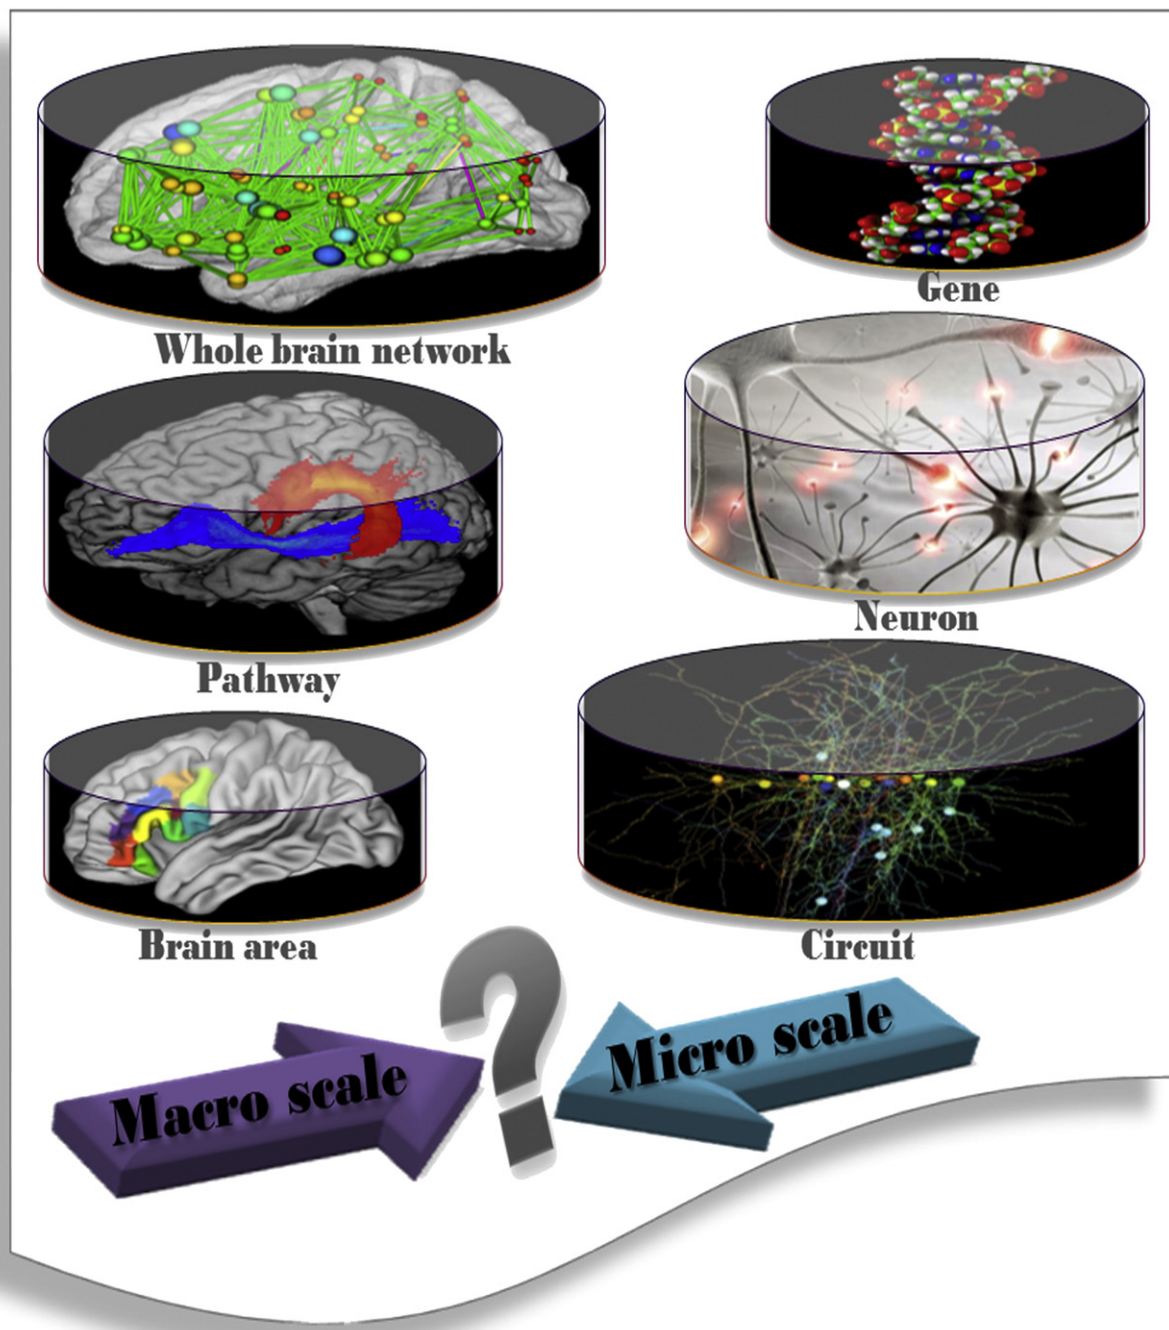 Whole brain network
Gene
Pathway
Neuron
Brain area
Circuit
Macro scale
?
Micro scale